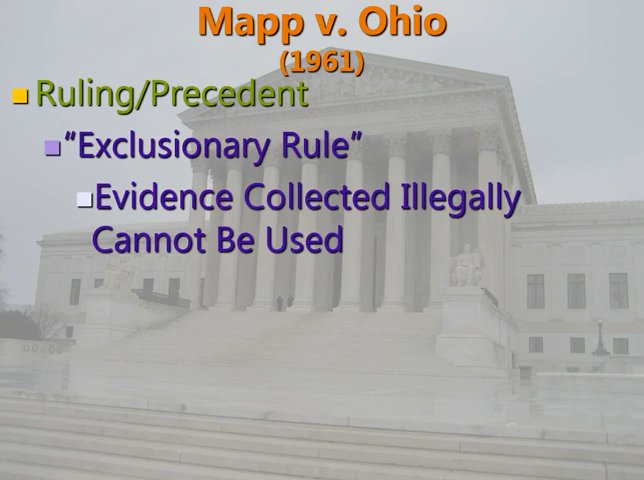 Mapp v. Ohio
(1961)
Ruling/Precedent
"Exclusionary Rule"
Evidence Collected Illegally
Cannot Be Used